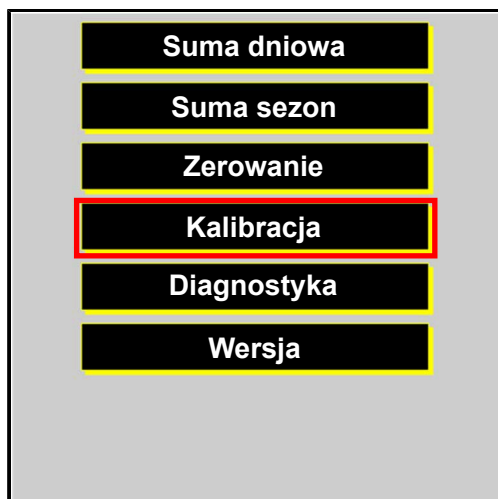 Suma dniowa
Suma sezon
Zerowanie
Kalibracja
Diagnostyka
Wersja